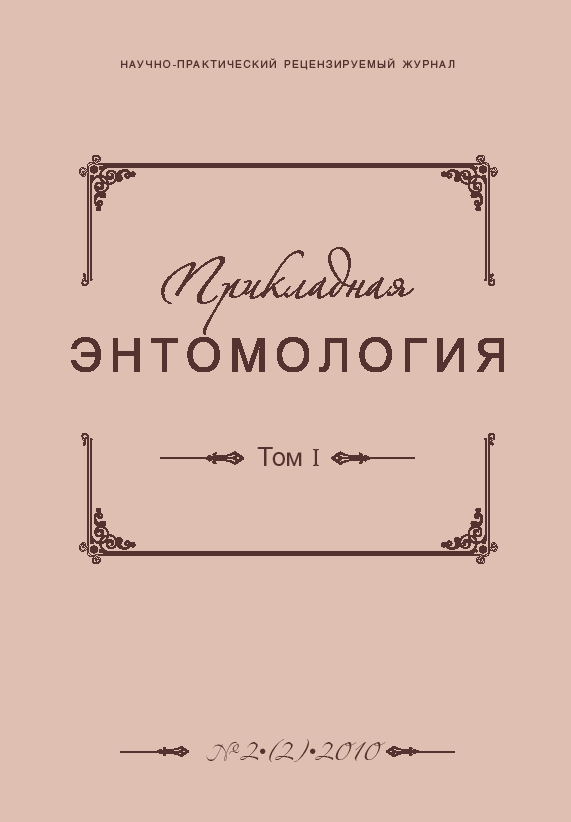 НАУЧНО-ПРАКТИЧЕСКИЙ РЕЦЕНЗИРУЕМЫЙ ЖУРНАЛ
Прикладная
ЭНТОМОЛОГИЯ
Том I
№2•(2)•2010